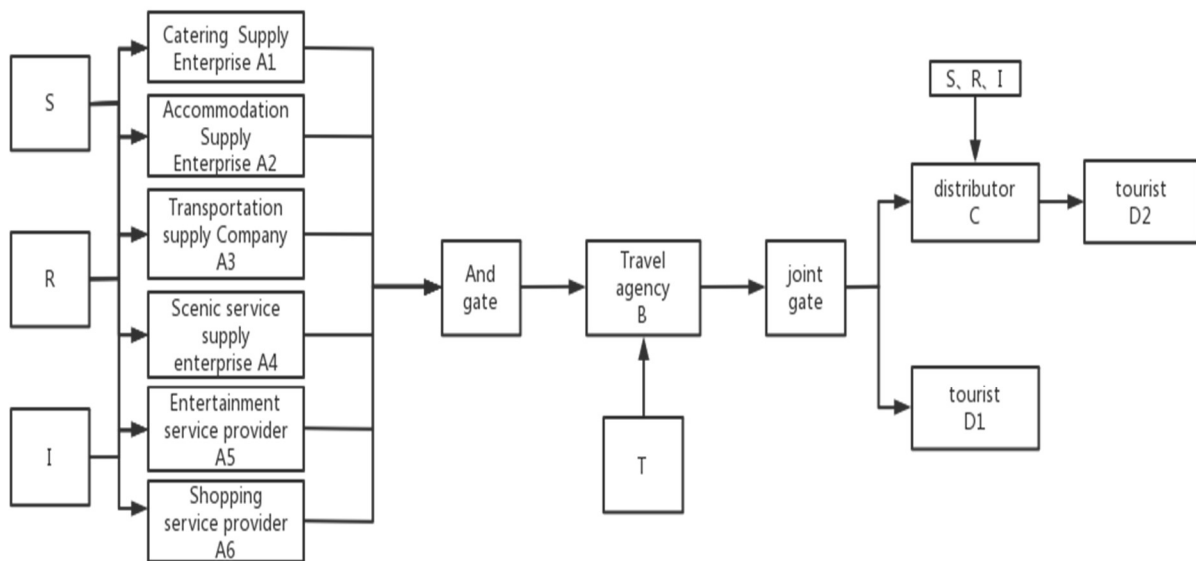 S
R
I
Catering Supply
Enterprise A1
Accommodation
Supply
Enterprise A2
Transportation
supply Company
A3
Scenic service
supply
enterprise A4
Entertainment
service provider
A5
Shopping
service provider
A6
And
gate
Travel
agency
B
T
joint
gate
S、R、I
distributor
C
tourist
D2
tourist
D1